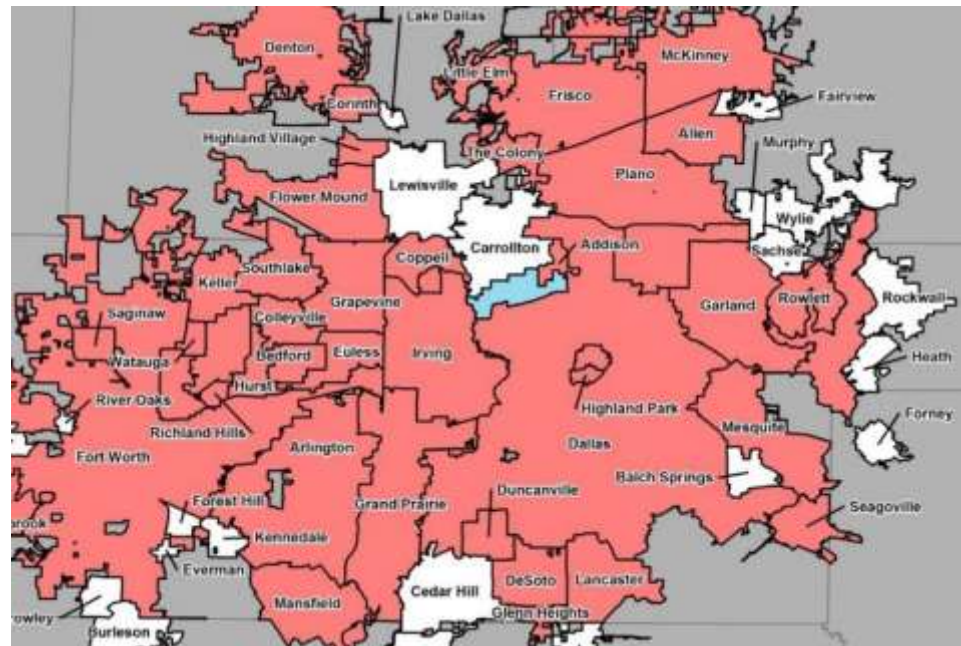 Lake Dallas
Denton
McKinney
Little Elm
Frisco
Fairview
Corinth
Highland Village
The Colony
Allen
Murphy
Lewisville
Plano
Flower Mound
Wylie
Carrollton
Addison
Sachse
Coppell
Southlake
Keller
Grapevine
Garland
Rowlett
Rockwall
Saginaw
Colleyville
Watauga
Bedford
Euless
Irving
Heath
Hurst
River Oaks
Highland Park
Forney
Richland Hills
Mesquite
Arlington
Dallas
Fort Worth
Balch Springs
Duncanville
Forest Hill
Grand Prairie
Seagoville
brook
Kennedale
Everman
DeSoto
Lancaster
Cedar Hill
Mansfield
Glenn Heights
rowley
Burleson